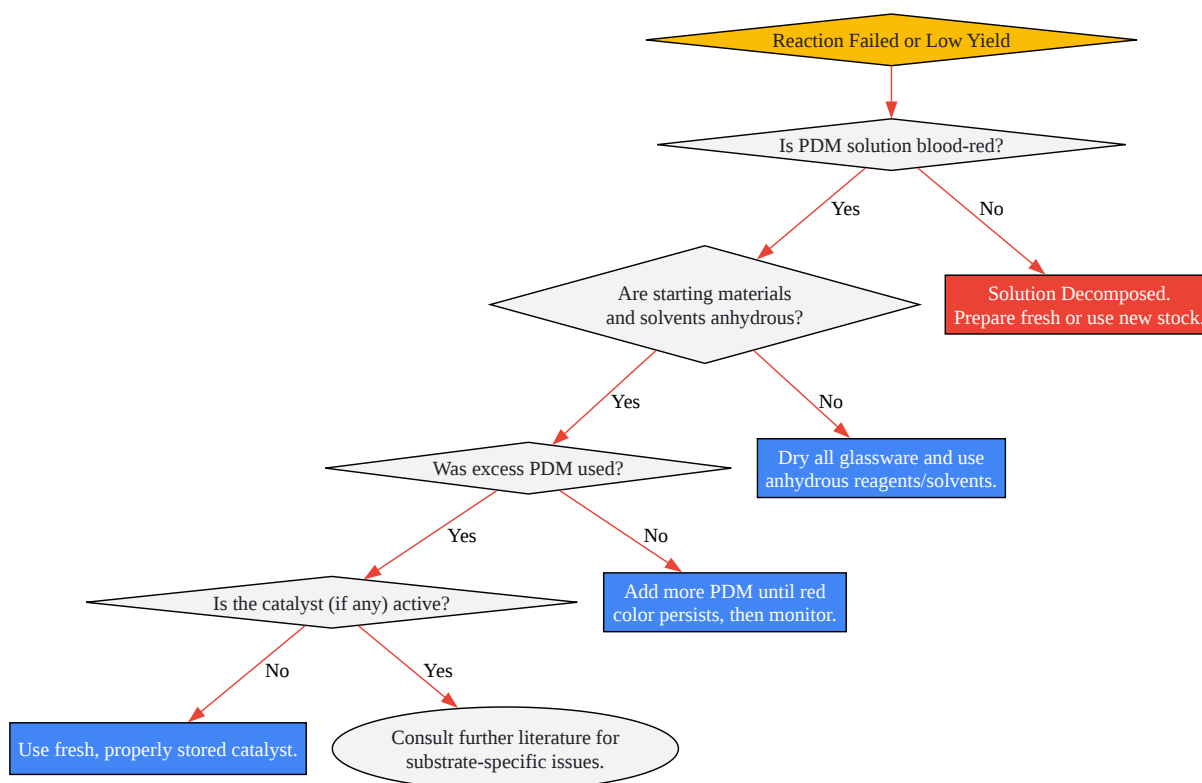 Reaction Failed or Low Yield
Is PDM solution blood-red?
Yes
No
Are starting materials
and solvents anhydrous?
Solution Decomposed.
Prepare fresh or use new stock.
Yes
No
Was excess PDM used?
Dry all glassware and use
anhydrous reagents/solvents.
Yes
No
Is the catalyst (if any) active?
Add more PDM until red
color persists, then monitor.
No
Yes
Use fresh, properly stored catalyst.
Consult further literature for
substrate-specific issues.